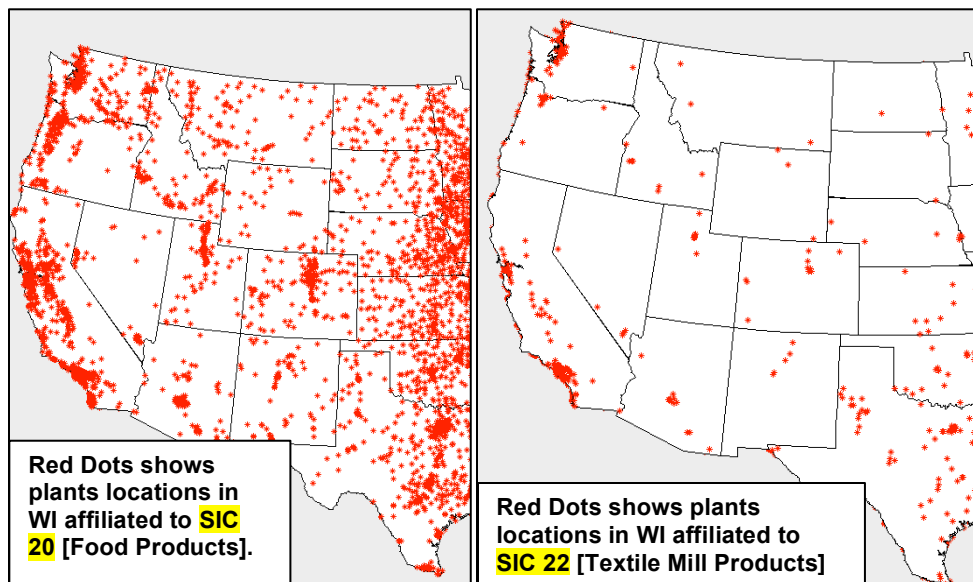 Red Dots shows
plants locations in
WI affiliated to SIC
20 [Food Products].
Red Dots shows plants
locations in WI affiliated to
SIC 22 [Textile Mill Products]